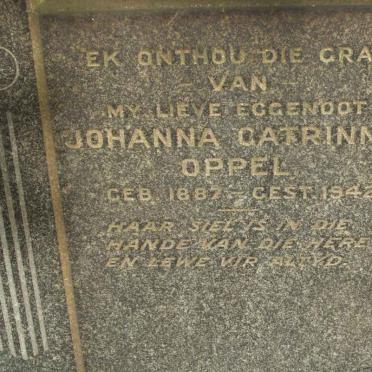 EK ONTHOU DIE GRA
– VAN –
MY LIEVE EGGENOOT
JOHANNA CATRINN
OPPEL
GEB. 1887 – GEST. 1942
HAAR SIEL IS IN DIE
HANDE VAN DIE HERE
EN LEWE VIR ALTYD.